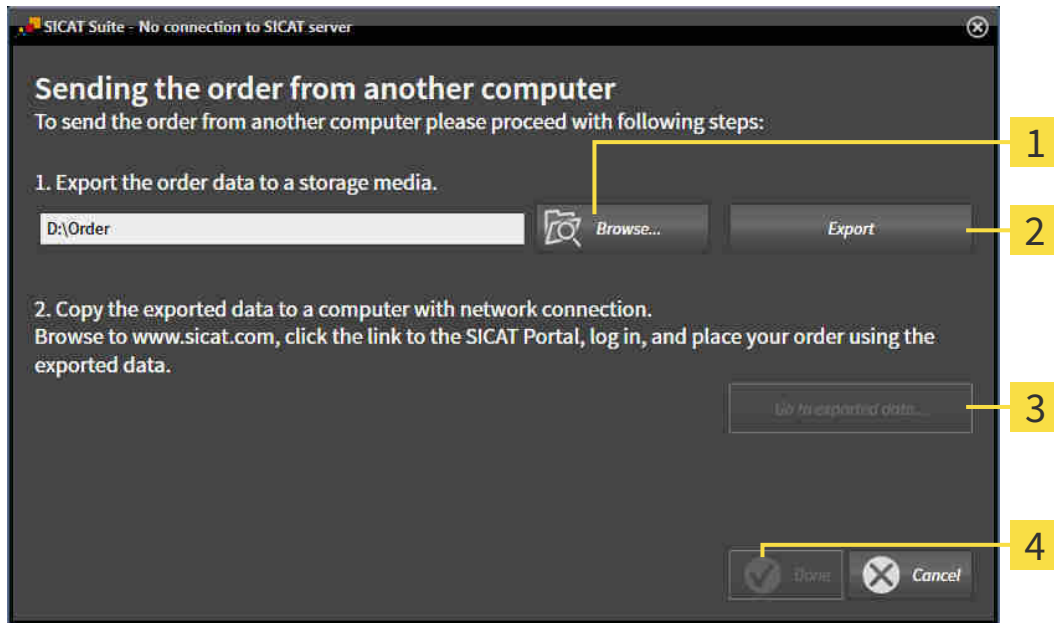 SICAT Suite - No connection to SICAT server
Sending the order from another computer
To send the order from another computer please proceed with following steps:
1
1. Export the order data to a storage media.
D:\Order
Browse...
Export
2
2. Copy the exported data to a computer with network connection.
Browse to www.sicat.com, click the link to the SICAT Portal, log in, and place your order using the
exported data.
Go to exported data...
3
4
Done
Cancel